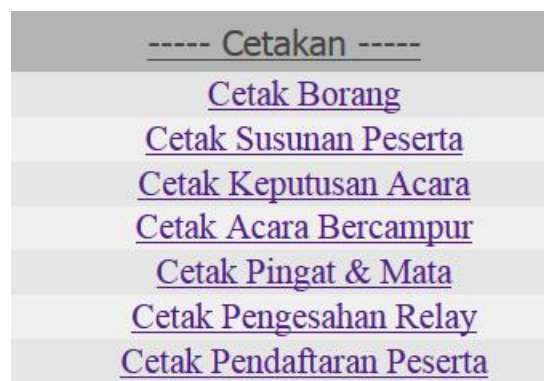 ----- Cetakan -----
Cetak Borang
Cetak Susunan Peserta
Cetak Keputusan Acara
Cetak Acara Bercampur
Cetak Pingat & Mata
Cetak Pengesahan Relay
Cetak Pendaftaran Peserta